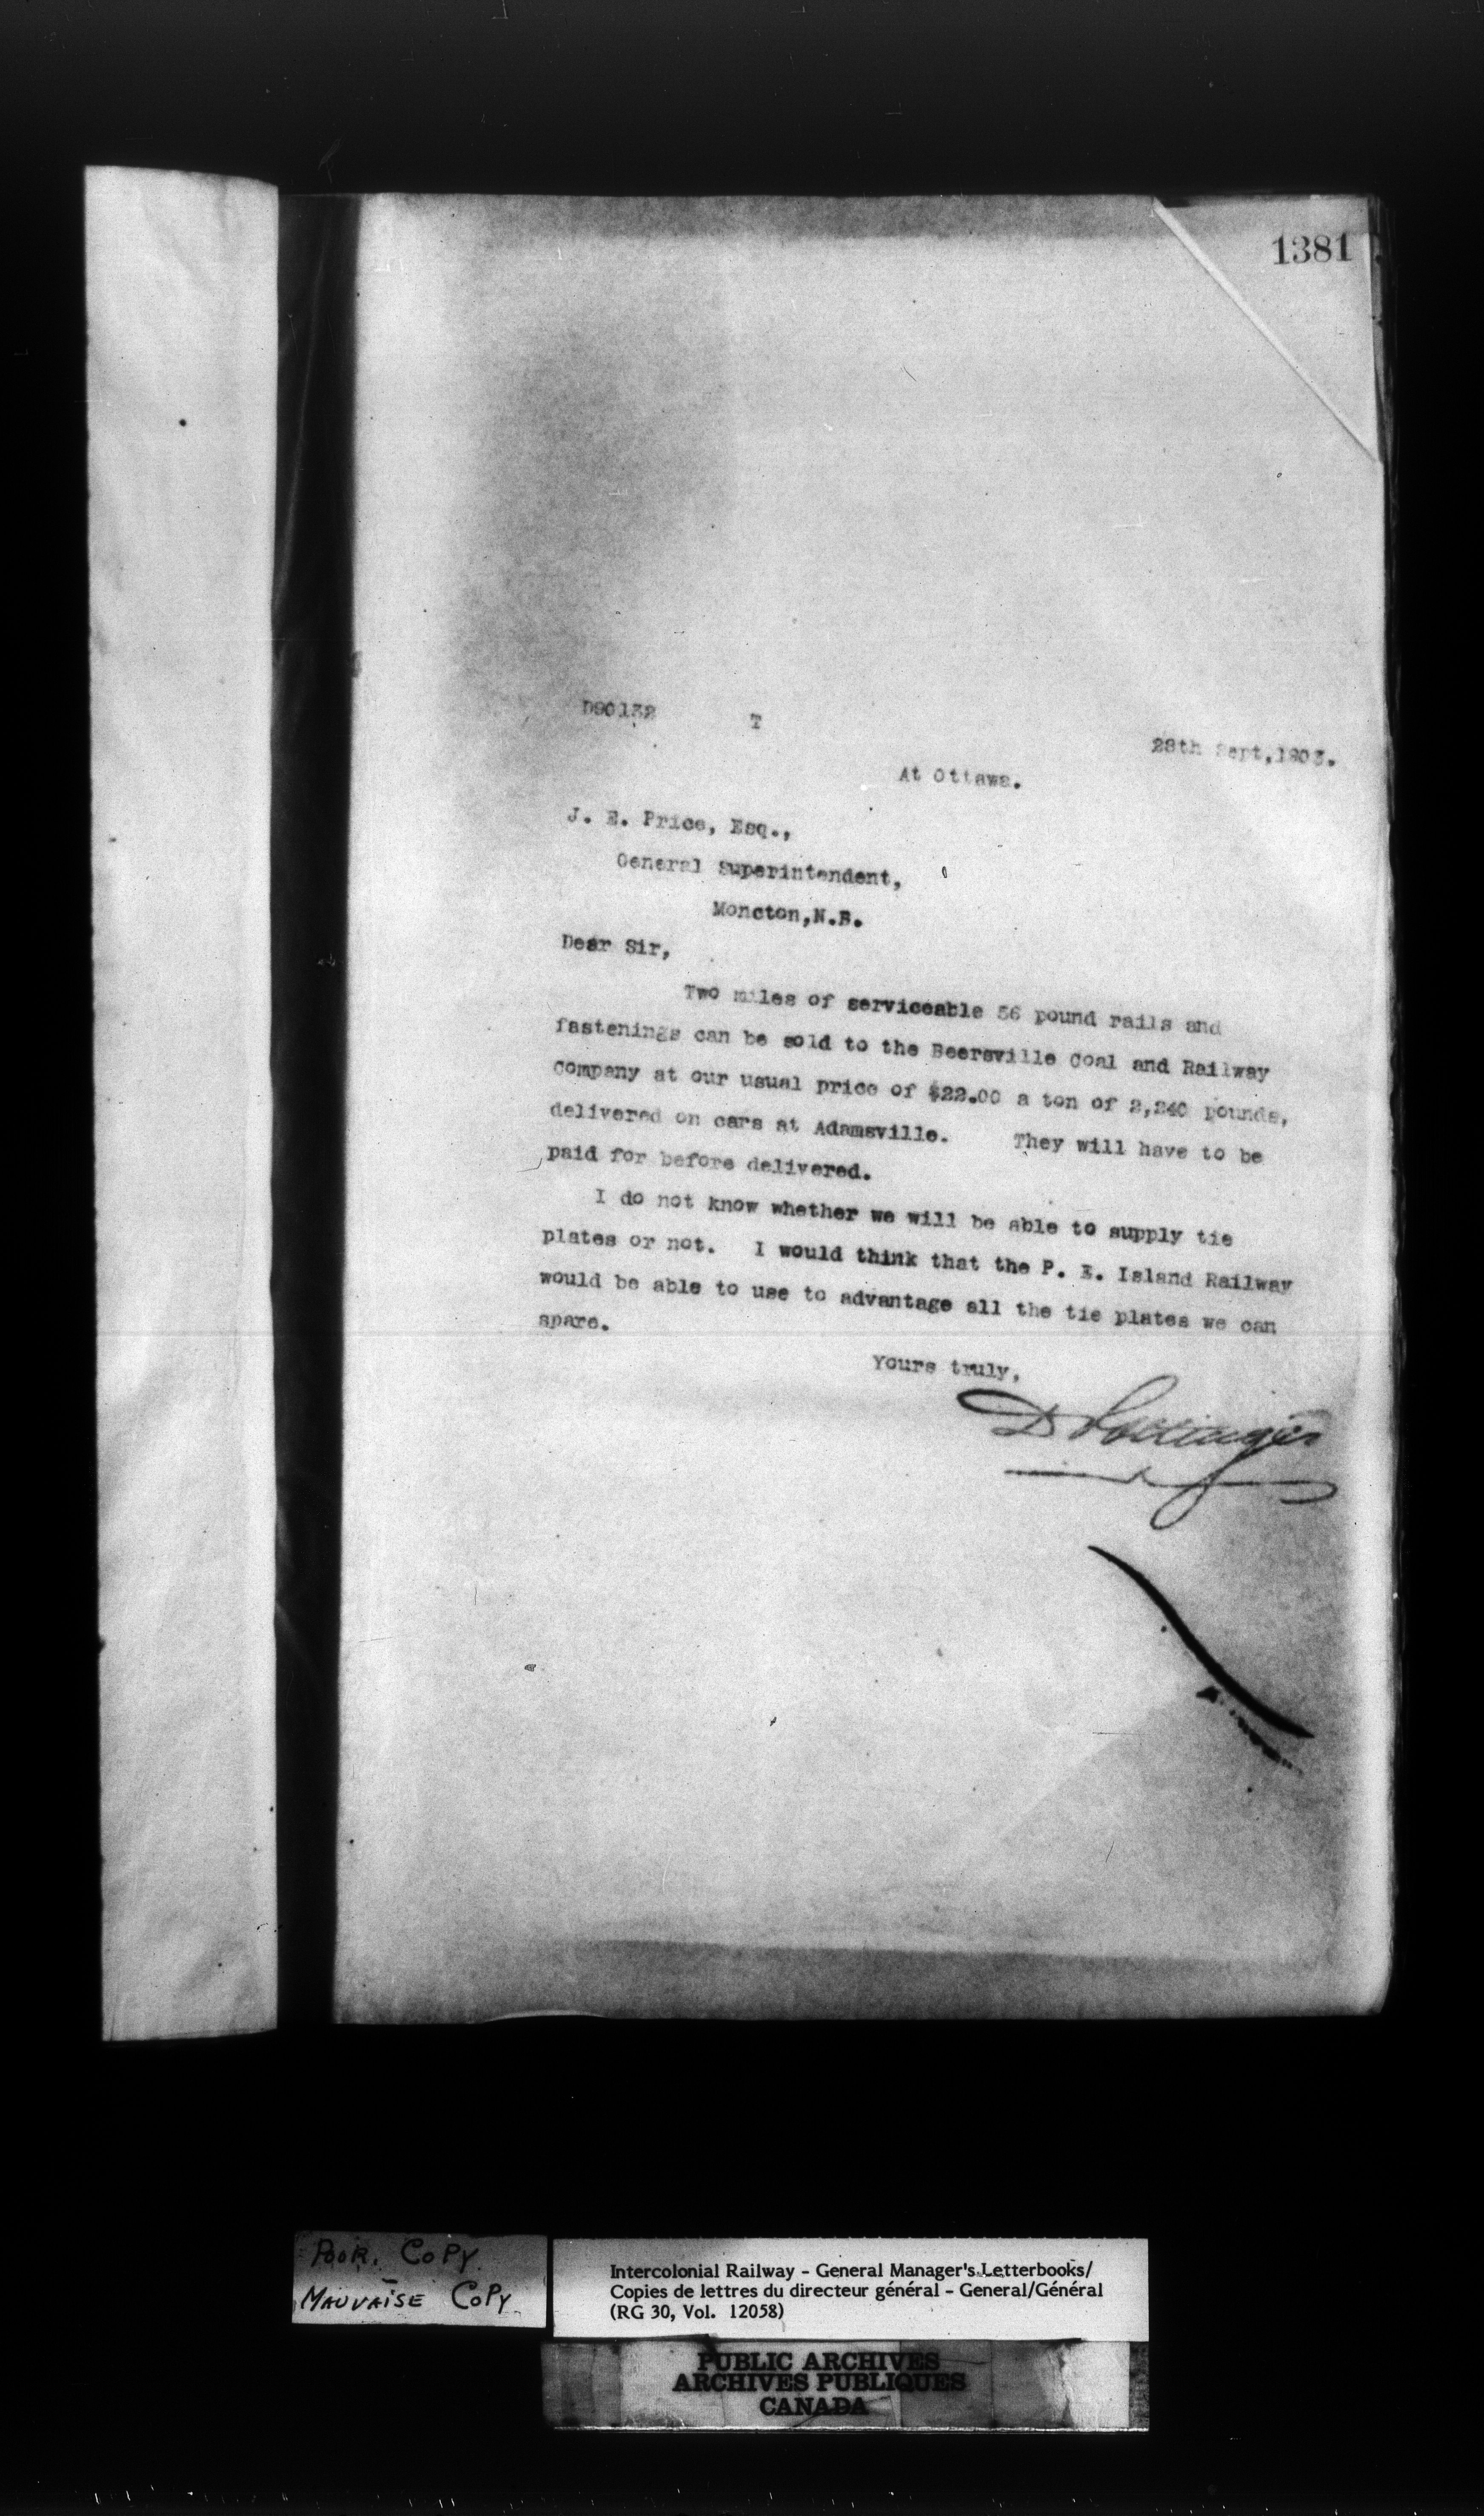 1381
D90132 T
28th Sept, 1903.
At Ottawa.
J. E. Price, Esq.,
General Superintendent,
Moncton, N.B.
Dear Sir,
Two miles of serviceable 56 pound rails and
fastenings can be sold to the Beersville Coal and Railway
Company at our usual price of $22.00 a ton of 2,240 pounds,
delivered on cars at Adamsville. They will have to be
paid for before delivered.
I do not know whether we will be able to supply tie
plates or not. I would think that the P. E. Island Railway
would be able to use to advantage all the tie plates we can
spare.
Yours truly,
D Pottinger
POOR COPY
MAUVAISE COPY
Intercolonial Railway - General Manager's Letterbooks/
Copies de lettres du directeur général - General/Général
(RG 30, Vol. 12058)
PUBLIC ARCHIVES
ARCHIVES PUBLIQUES
CANADA